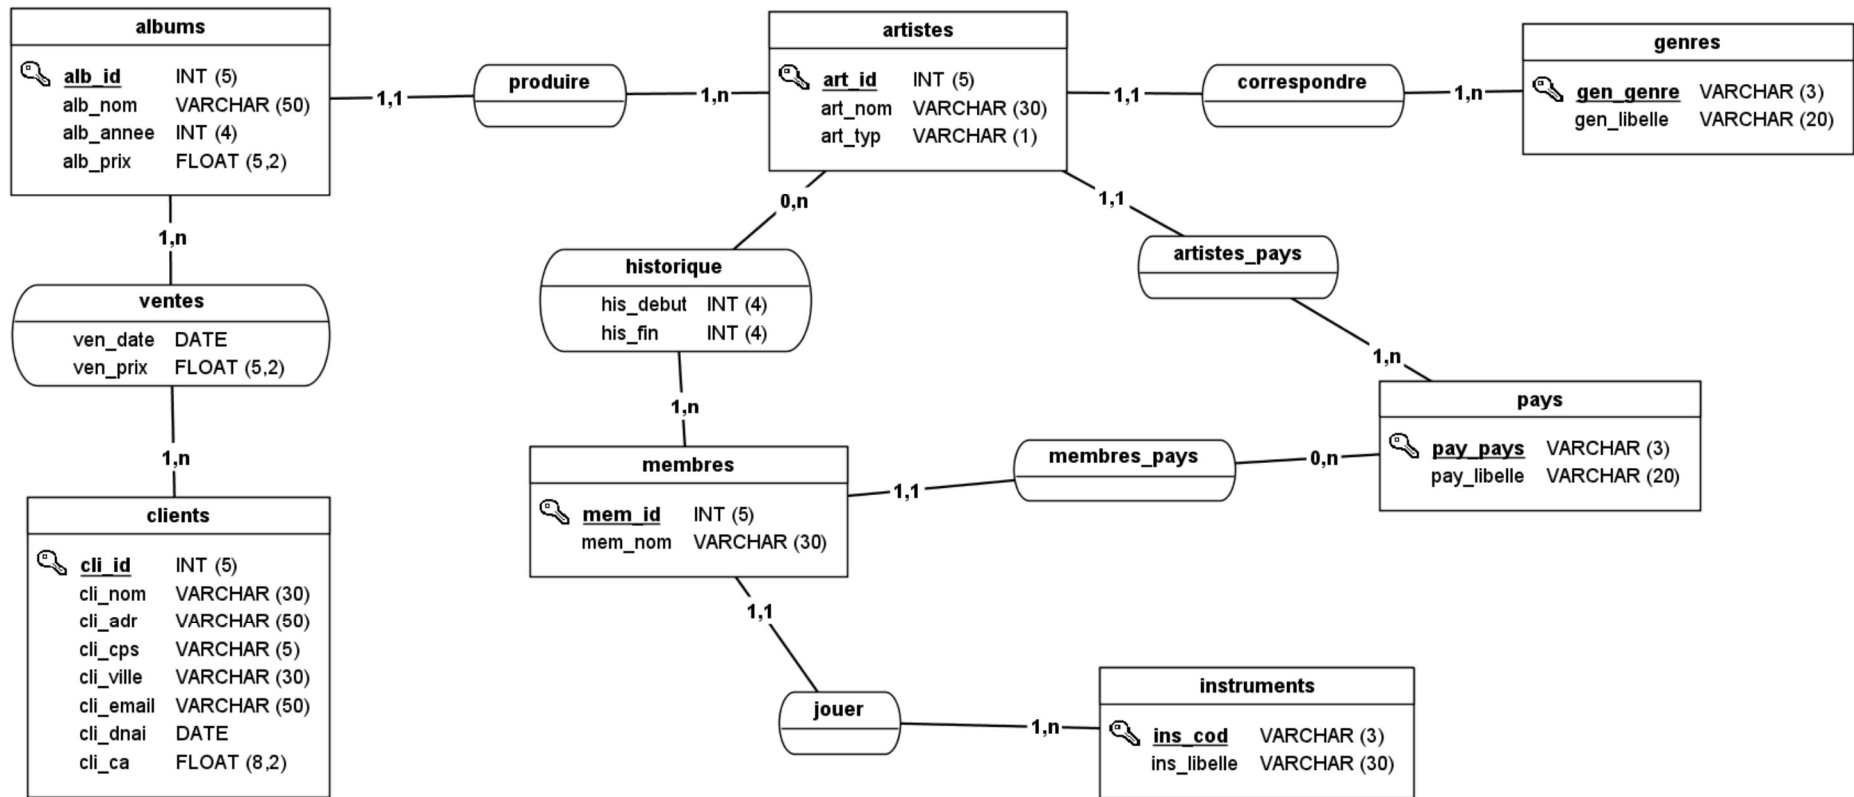 albums
alb_id INT (5)
alb_nom VARCHAR (50)
alb_annee INT (4)
alb_prix FLOAT (5,2)
1,1
produire
1,n
artistes
art_id INT (5)
art_nom VARCHAR (30)
art_typ VARCHAR (1)
1,1
correspondre
1,n
genres
gen_genre VARCHAR (3)
gen_libelle VARCHAR (20)
1,n
ventes
ven_date DATE
ven_prix FLOAT (5,2)
1,n
clients
cli_id INT (5)
cli_nom VARCHAR (30)
cli_adr VARCHAR (50)
cli_cps VARCHAR (5)
cli_ville VARCHAR (30)
cli_email VARCHAR (50)
cli_dnai DATE
cli_ca FLOAT (8,2)
0,n
historique
his_debut INT (4)
his_fin INT (4)
1,n
membres
mem_id INT (5)
mem_nom VARCHAR (30)
1,1
artistes_pays
1,n
pays
pay_pays VARCHAR (3)
pay_libelle VARCHAR (20)
1,1
membres_pays
0,n
1,1
jouer
1,n
instruments
ins_cod VARCHAR (3)
ins_libelle VARCHAR (30)